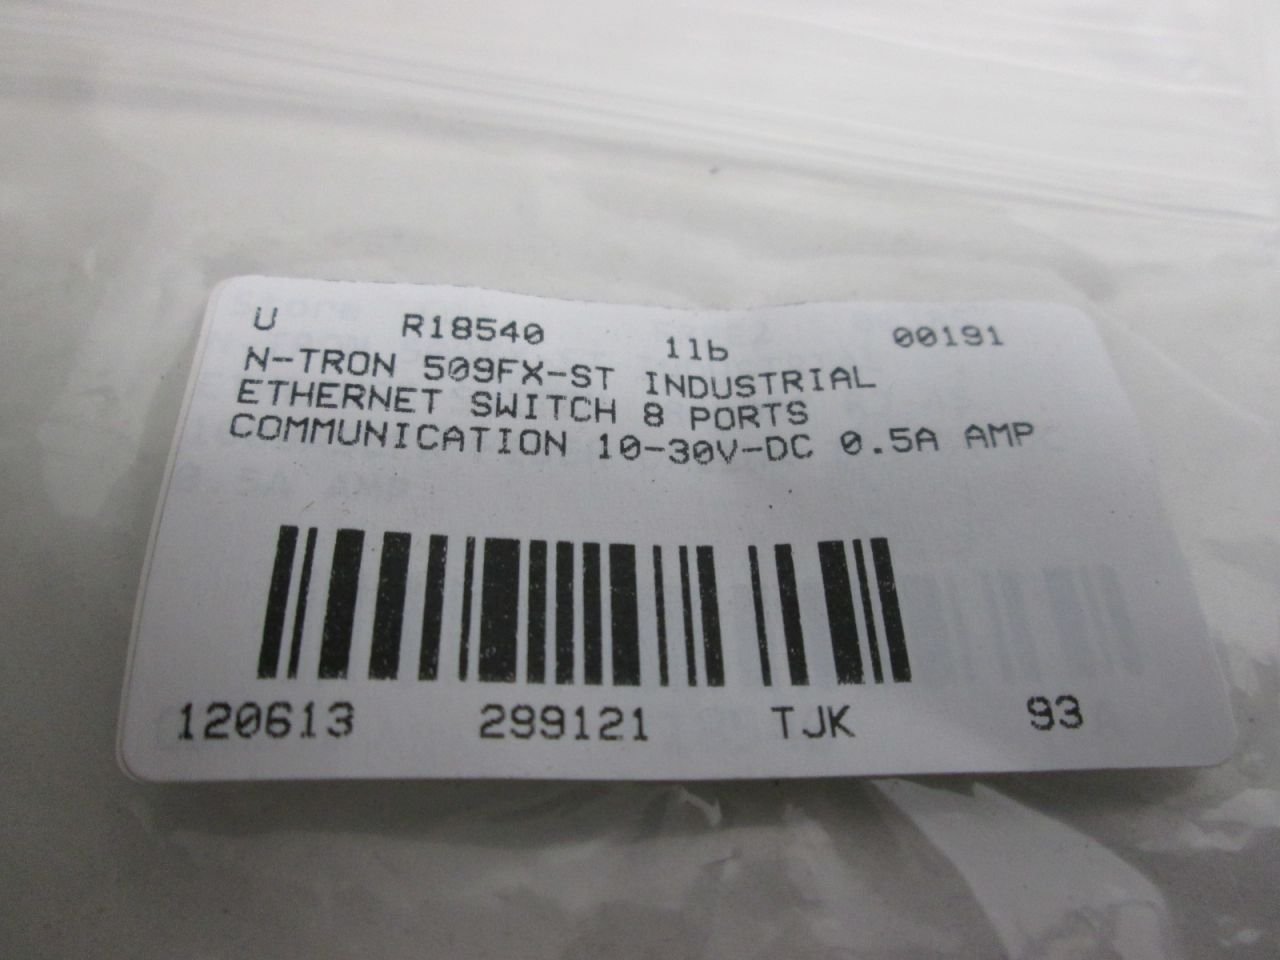 U R18540 11b 00191
N-TRON 509FX-ST INDUSTRIAL
ETHERNET SWITCH 8 PORTS
COMMUNICATION 10-30V-DC 0.5A AMP
120613 299121 TJK 93